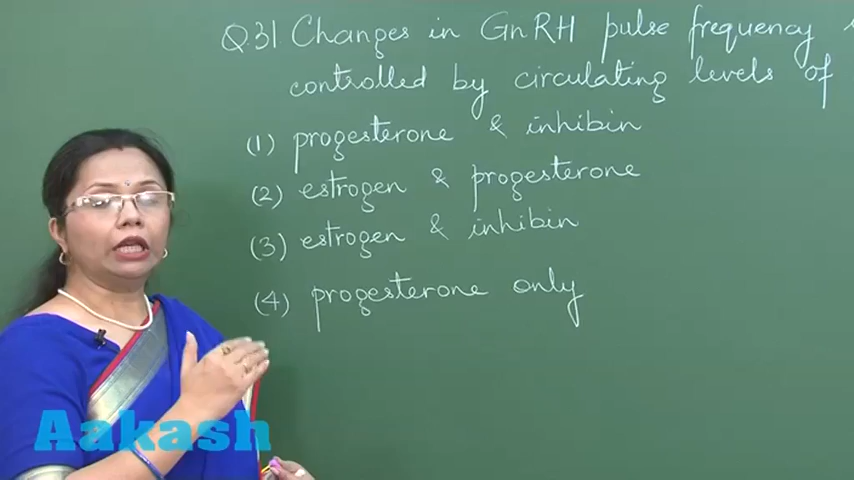 Q.31. Changes in GnRH pulse frequency
controlled by circulating levels of
(1) progesterone & inhibin
(2) estrogen & progesterone
(3) estrogen & inhibin
(4) progesterone only
Aakash